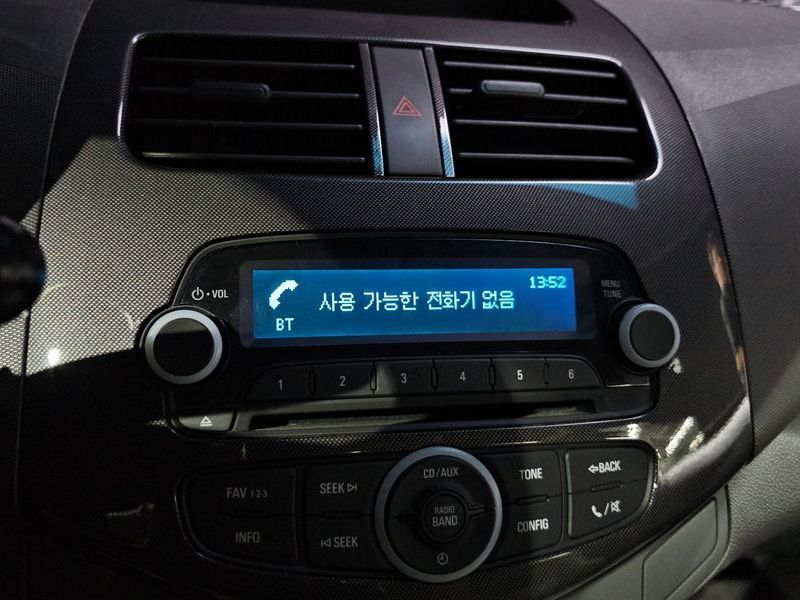 13:52
사용 가능한 전화기 없음
BT
VOL
MENU
TUNE
1 2 3 4 5 6
FAV 1·2·3
SEEK
CD/AUX
TONE
BACK
RADIO
BAND
INFO
SEEK
CONFIG